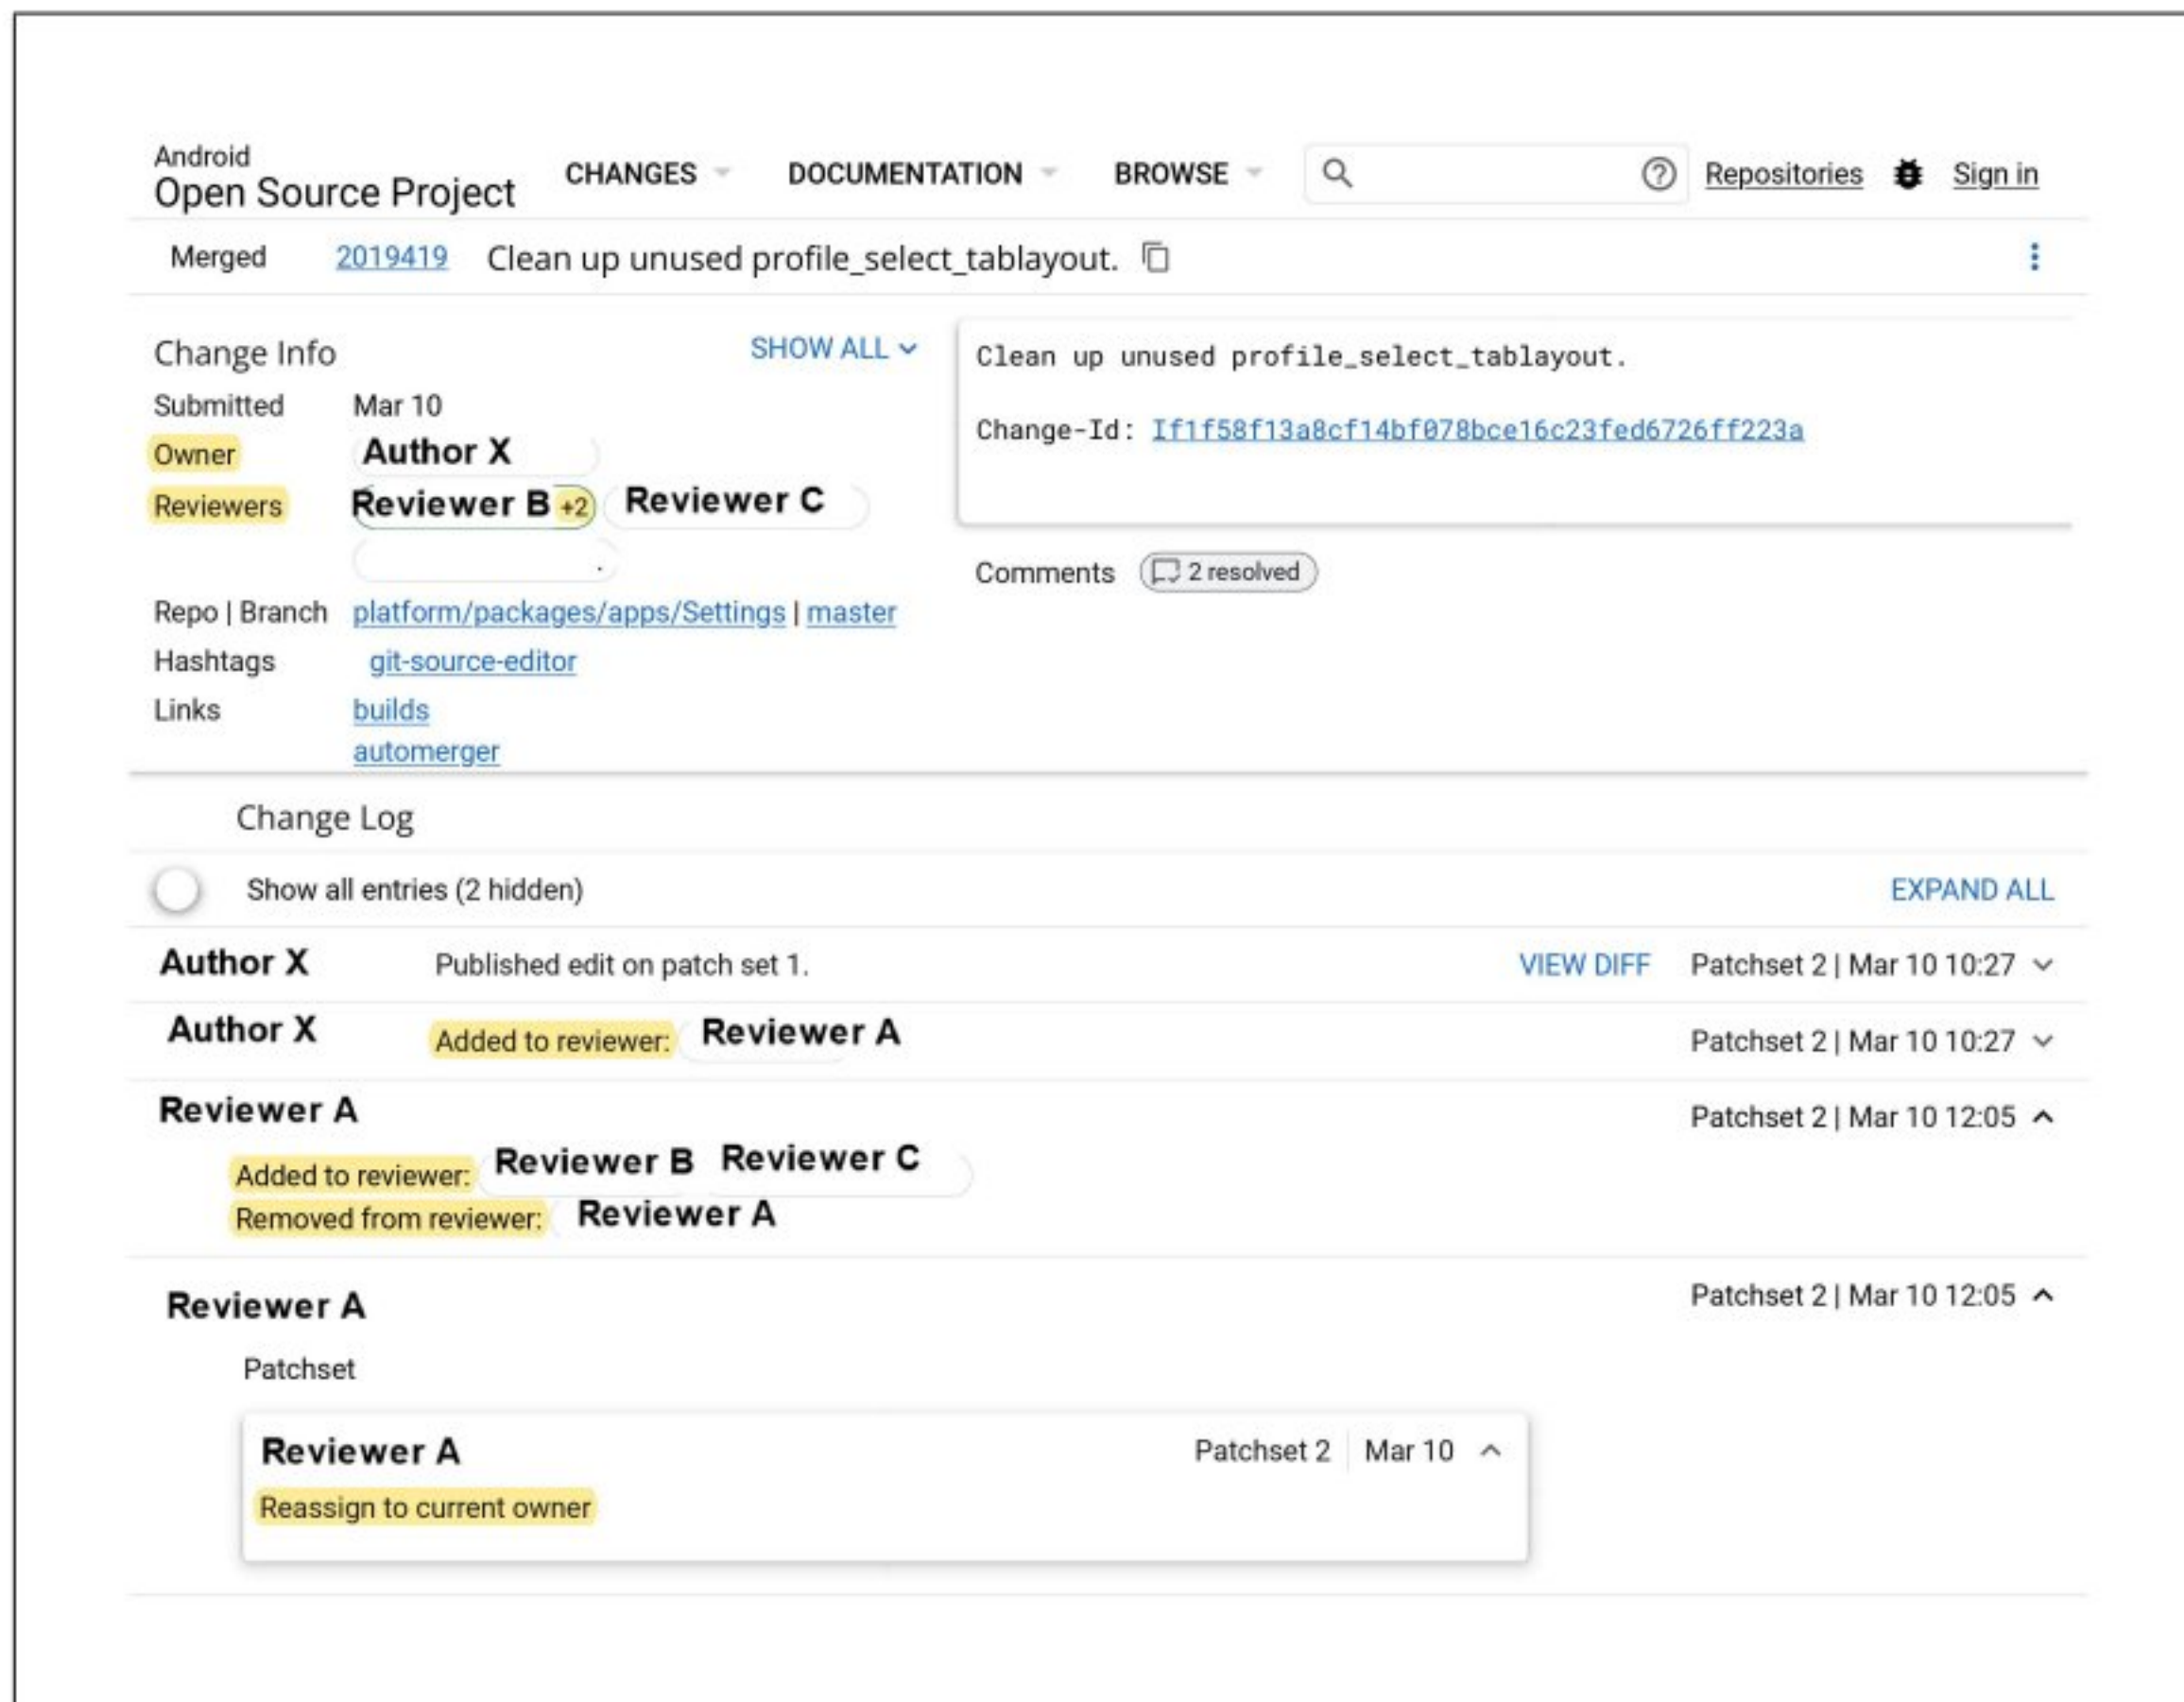 Android
Open Source Project CHANGES DOCUMENTATION BROWSE Repositories Sign in
Merged 2019419 Clean up unused profile_select_tablayout.
Change Info SHOW ALL
Submitted Mar 10
Owner Author X
Reviewers Reviewer B +2 Reviewer C
.
Repo | Branch platform/packages/apps/Settings | master
Hashtags git-source-editor
Links builds
automerger
Clean up unused profile_select_tablayout.
Change-Id: If1f58f13a8cf14bf078bce16c23fed6726ff223a
Comments 2 resolved
Change Log
Show all entries (2 hidden) EXPAND ALL
Author X Published edit on patch set 1. VIEW DIFF Patchset 2 | Mar 10 10:27
Author X Added to reviewer: Reviewer A Patchset 2 | Mar 10 10:27
Reviewer A Patchset 2 | Mar 10 12:05
Added to reviewer: Reviewer B Reviewer C
Removed from reviewer: Reviewer A
Reviewer A Patchset 2 | Mar 10 12:05
Patchset
Reviewer A Patchset 2 Mar 10
Reassign to current owner